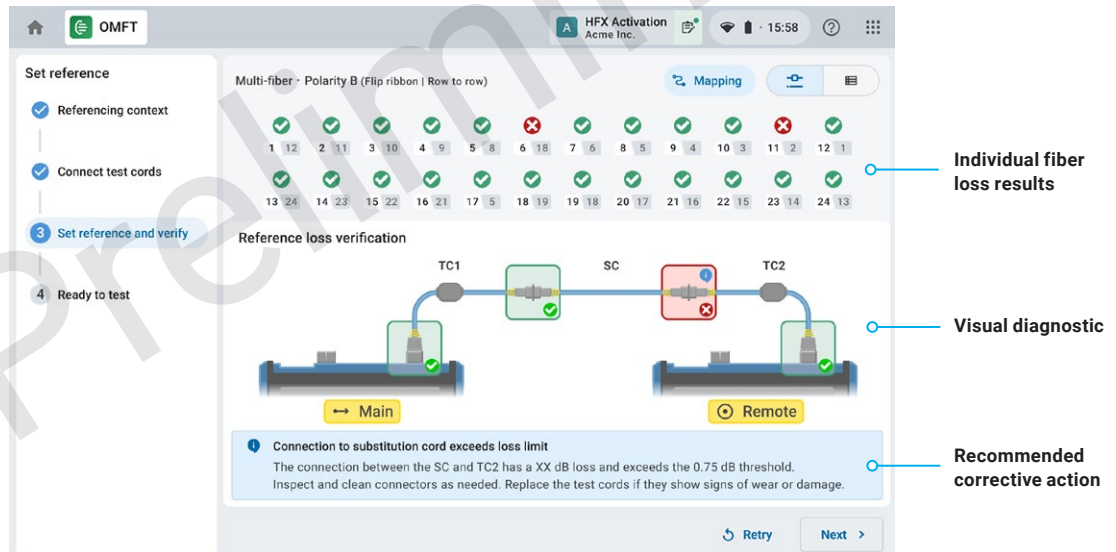 OMFT
A
HFX Activation
Acme Inc.
· 15:58
?
Set reference
Referencing context
Connect test cords
3 Set reference and verify
4 Ready to test
Multi-fiber · Polarity B (Flip ribbon | Row to row)
Mapping
1 12 2 11 3 10 4 9 5 8 6 18 7 6 8 5 9 4 10 3 11 2 12 1
13 24 14 23 15 22 16 21 17 5 18 19 19 18 20 17 21 16 22 15 23 14 24 13
Reference loss verification
TC1 SC TC2
Main
Remote
Connection to substitution cord exceeds loss limit
The connection between the SC and TC2 has a XX dB loss and exceeds the 0.75 dB threshold.
Inspect and clean connectors as needed. Replace the test cords if they show signs of wear or damage.
Retry
Next >
Individual fiber
loss results
Visual diagnostic
Recommended
corrective action